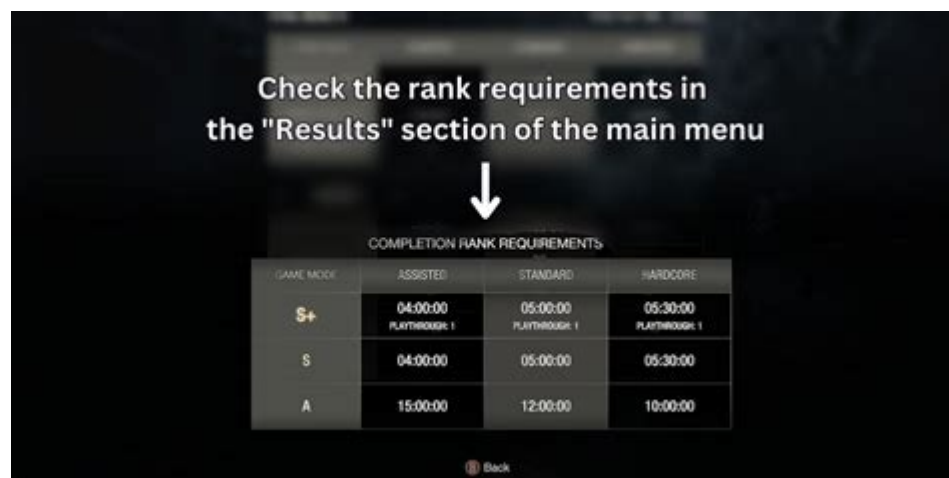 Check the rank requirements in
the "Results" section of the main menu
COMPLETION RANK REQUIREMENTS
GAME MODE ASSISTED STANDARD HARDCORE
S+ 04:00:00 05:00:00 05:30:00
PLAYTHROUGH: 1 PLAYTHROUGH: 1 PLAYTHROUGH: 1
S 04:00:00 05:00:00 05:30:00
A 15:00:00 12:00:00 10:00:00
Back